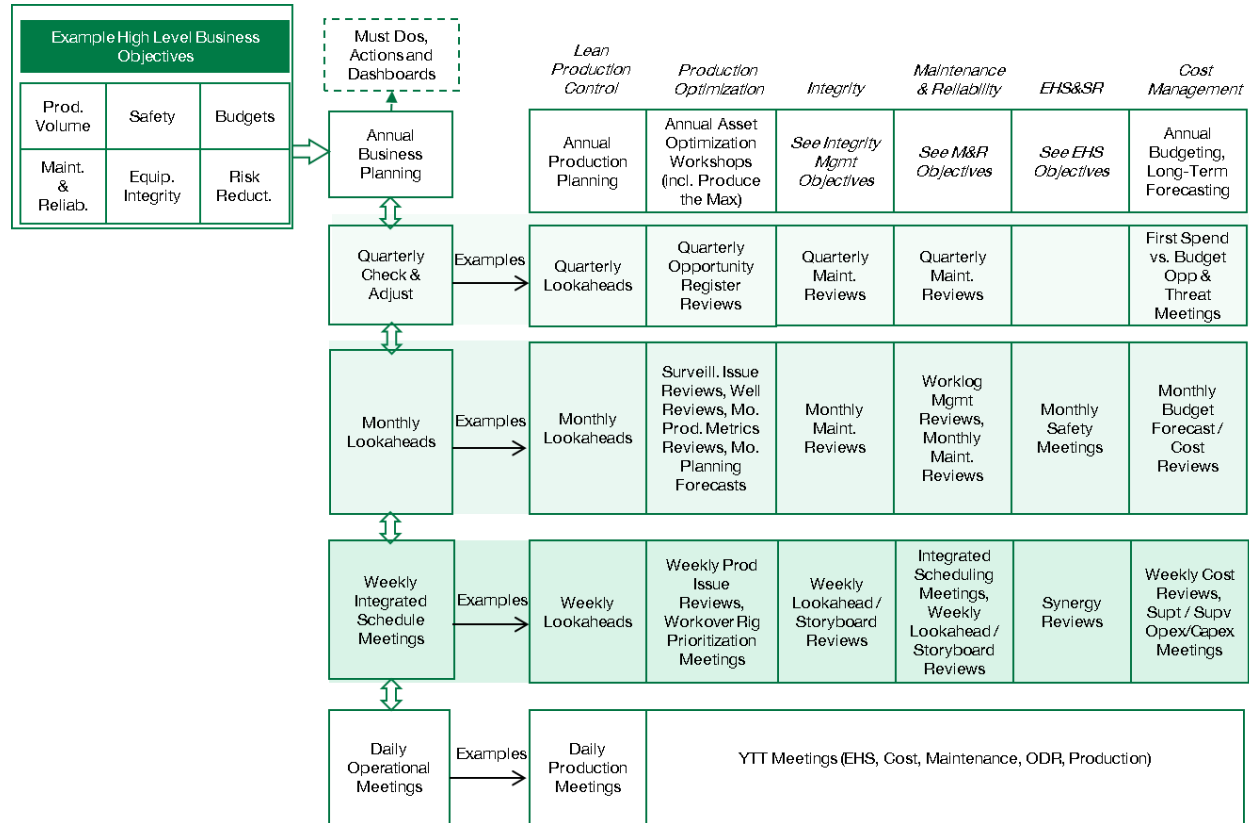 Example High Level Business
Objectives
Prod.
Volume
Safety
Budgets
Maint.
&
Reliab.
Equip.
Integrity
Risk
Reduct.
Must Dos,
Actions and
Dashboards
Lean
Production
Control
Production
Optimization
Integrity
Maintenance
& Reliability
EHS&SR
Cost
Management
Annual
Business
Planning
Annual
Production
Planning
Annual Asset
Optimization
Workshops
(incl. Produce
the Max)
See Integrity
Mgmt
Objectives
See M&R
Objectives
See EHS
Objectives
Annual
Budgeting,
Long-Term
Forecasting
Quarterly
Check &
Adjust
Examples
Quarterly
Lookaheads
Quarterly
Opportunity
Register
Reviews
Quarterly
Maint.
Reviews
Quarterly
Maint.
Reviews
First Spend
vs. Budget
Opp &
Threat
Meetings
Monthly
Lookaheads
Examples
Monthly
Lookaheads
Surveill. Issue
Reviews, Well
Reviews, Mo.
Prod. Metrics
Reviews, Mo.
Planning
Forecasts
Monthly
Maint.
Reviews
Worklog
Mgmt
Reviews,
Monthly
Maint.
Reviews
Monthly
Safety
Meetings
Monthly
Budget
Forecast /
Cost
Reviews
Weekly
Integrated
Schedule
Meetings
Examples
Weekly
Lookaheads
Weekly Prod
Issue
Reviews,
Workover Rig
Prioritization
Meetings
Weekly
Lookahead /
Storyboard
Reviews
Integrated
Scheduling
Meetings,
Weekly
Lookahead /
Storyboard
Reviews
Synergy
Reviews
Weekly Cost
Reviews,
Supt / Supv
Opex/Capex
Meetings
Daily
Operational
Meetings
Examples
Daily
Production
Meetings
YTT Meetings (EHS, Cost, Maintenance, ODR, Production)